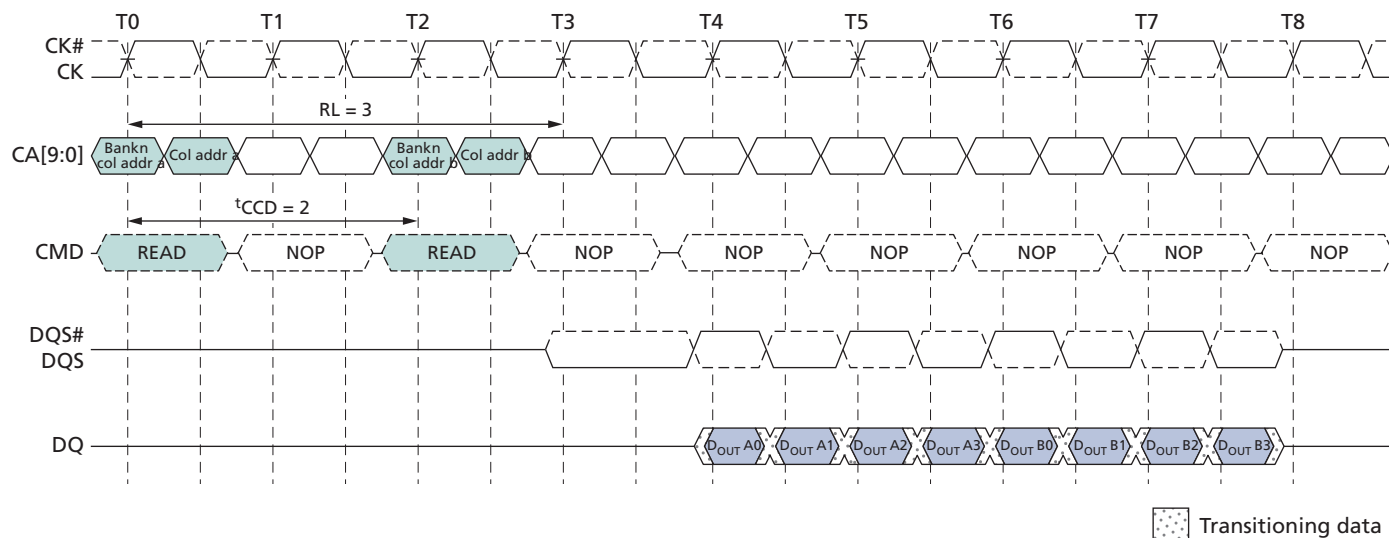 T0 T1 T2 T3 T4 T5 T6 T7 T8
CK#
CK
RL = 3
CA[9:0]
Bankn
col addr a
Col addr a
Bankn
col addr b
Col addr b
tCCD = 2
CMD READ NOP READ NOP NOP NOP NOP NOP NOP
DQS#
DQS
DQ DOUT A0 DOUT A1 DOUT A2 DOUT A3 DOUT B0 DOUT B1 DOUT B2 DOUT B3
Transitioning data